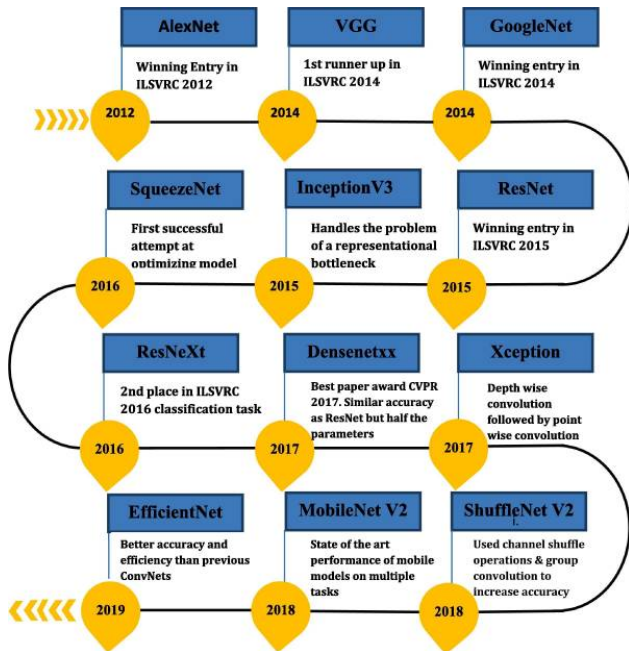 AlexNet
VGG
GoogleNet
Winning Entry in
ILSVRC 2012
1st runner up in
ILSVRC 2014
Winning entry in
ILSVRC 2014
2012
2014
2014
SqueezeNet
InceptionV3
ResNet
First successful
attempt at
optimizing model
Handles the problem
of a representational
bottleneck
Winning entry in
ILSVRC 2015
2016
2015
2015
ResNeXt
Densenetxx
Xception
2nd place in ILSVRC
2016 classification task
Best paper award CVPR
2017. Similar accuracy
as ResNet but half the
parameters
Depth wise
convolution
followed by point
wise convolution
2016
2017
2017
EfficientNet
MobileNet V2
ShuffleNet V2
Better accuracy and
efficiency than previous
ConvNets
State of the art
performance of mobile
models on multiple
tasks
Used channel shuffle
operations & group
convolution to
increase accuracy
2019
2018
2018